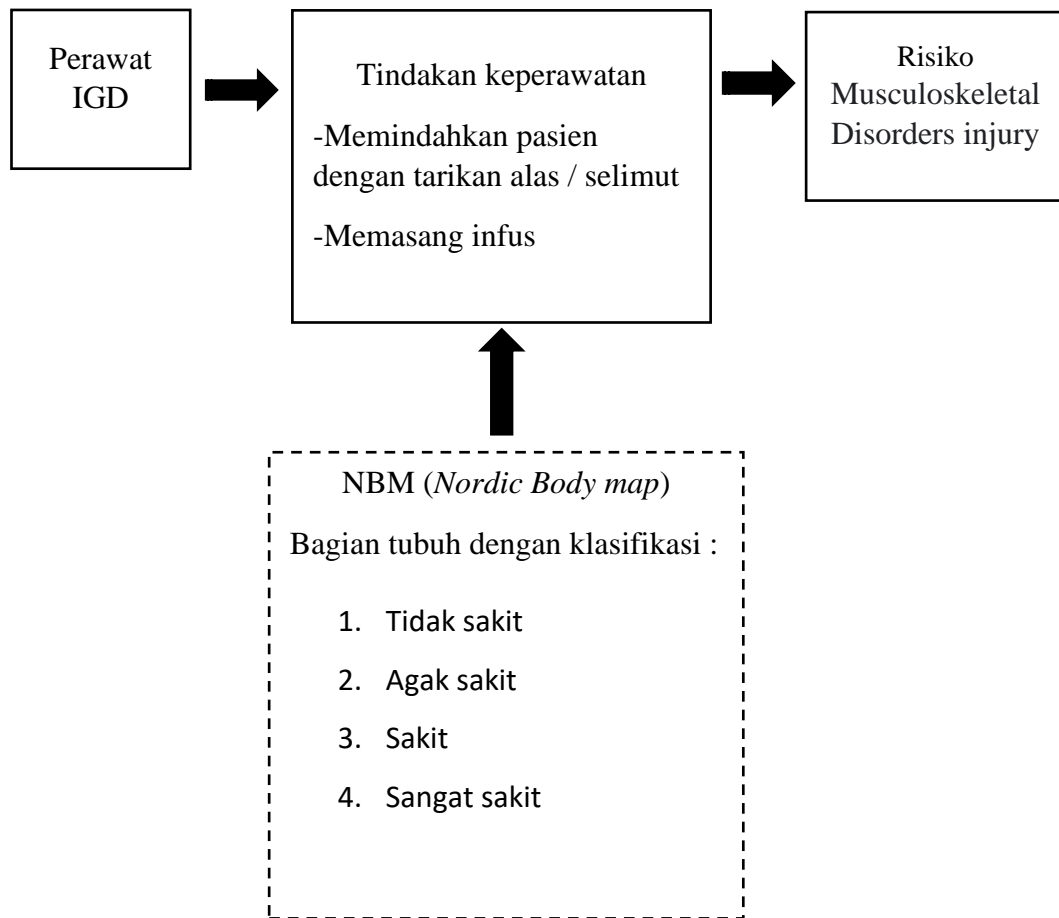 Perawat
IGD
Tindakan keperawatan
-Memindahkan pasien
dengan tarikan alas / selimut
-Memasang infus
Risiko
Musculoskeletal
Disorders injury
NBM (Nordic Body map)
Bagian tubuh dengan klasifikasi :
1. Tidak sakit
2. Agak sakit
3. Sakit
4. Sangat sakit